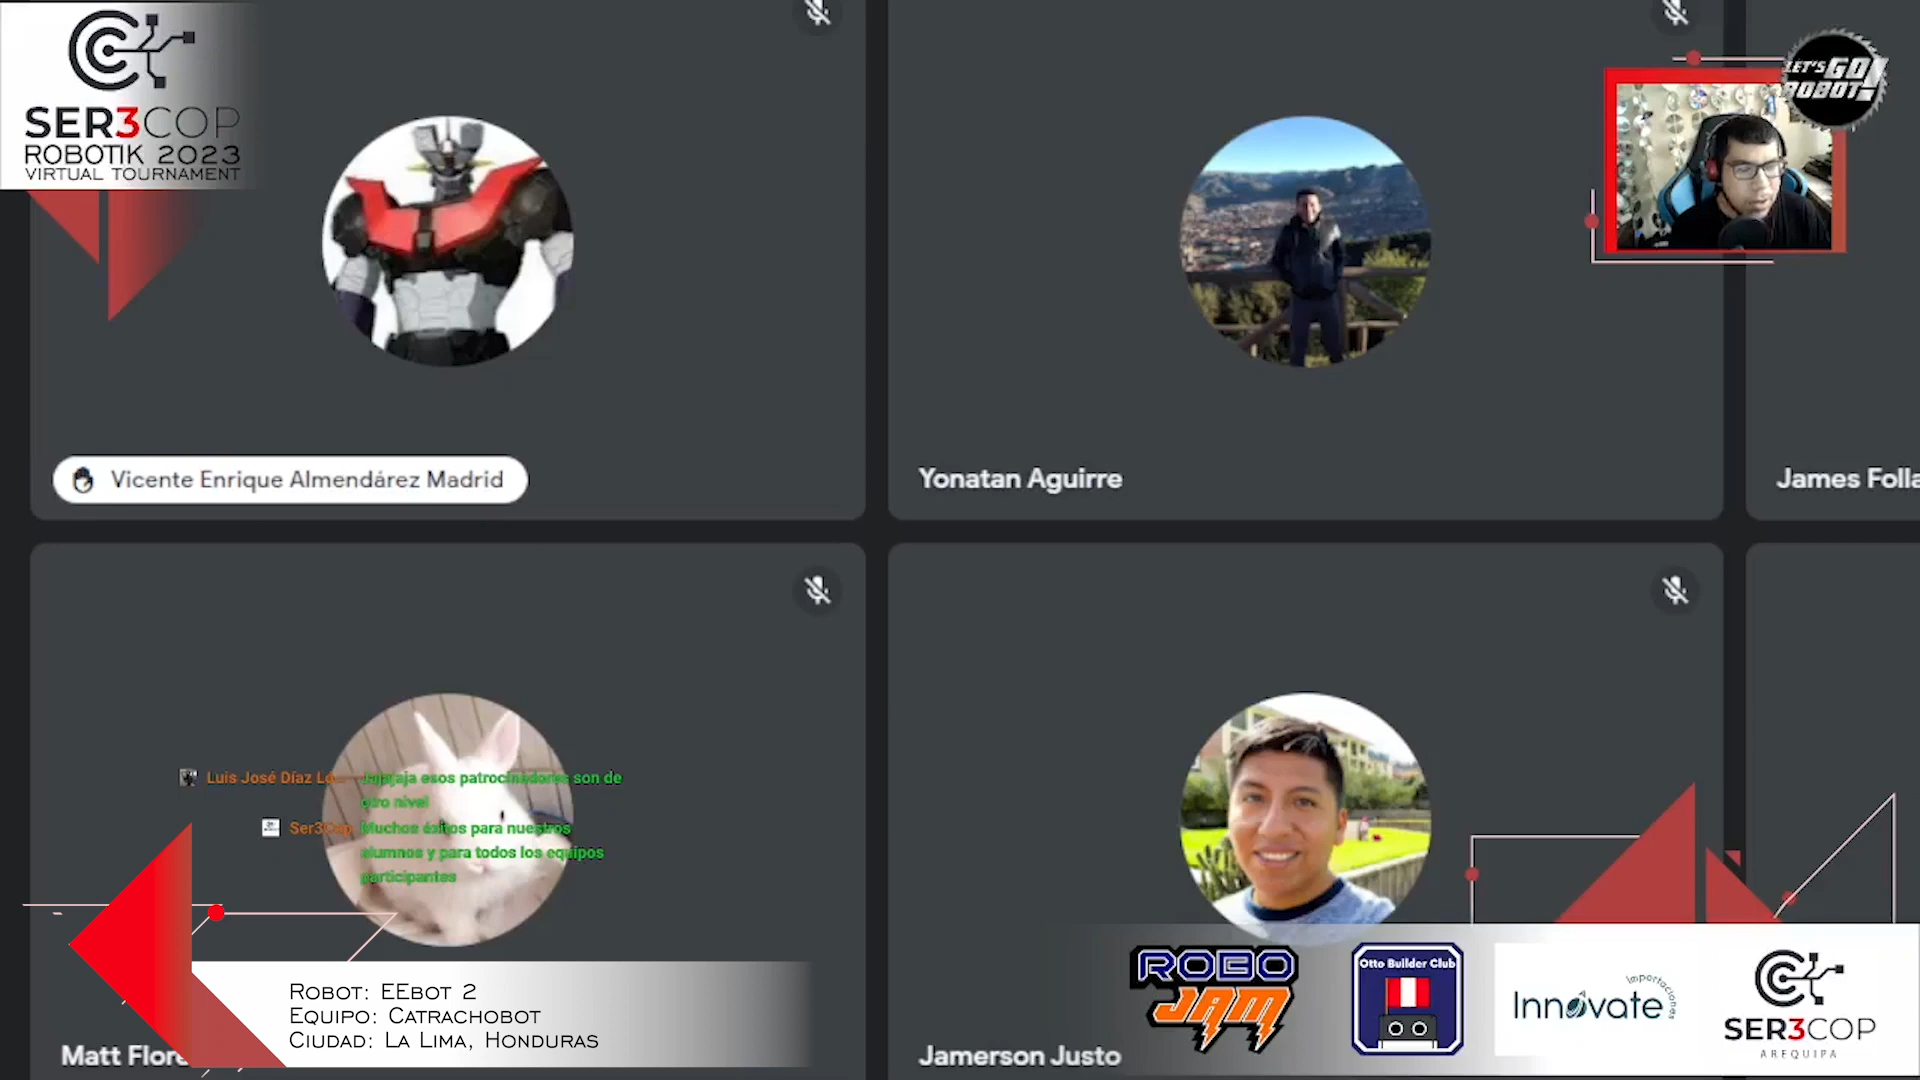 SER3COP
ROBOTIK 2023
VIRTUAL TOURNAMENT
LET'S GO
ROBOT!
Vicente Enrique Almendárez Madrid
Yonatan Aguirre
James Folla
Luis José Díaz Lo...
Jajajaja esos patrocinadores son de
otro nivel
Ser3Cop
Muchos éxitos para nuestros
alumnos y para todos los equipos
participantes
Matt Flore
Jamerson Justo
Robot: EEbot 2
Equipo: Catrachobot
Ciudad: La Lima, Honduras
ROBO
JAM
Otto Builder Club
Innovate
importaciones
SER3COP
AREQUIPA